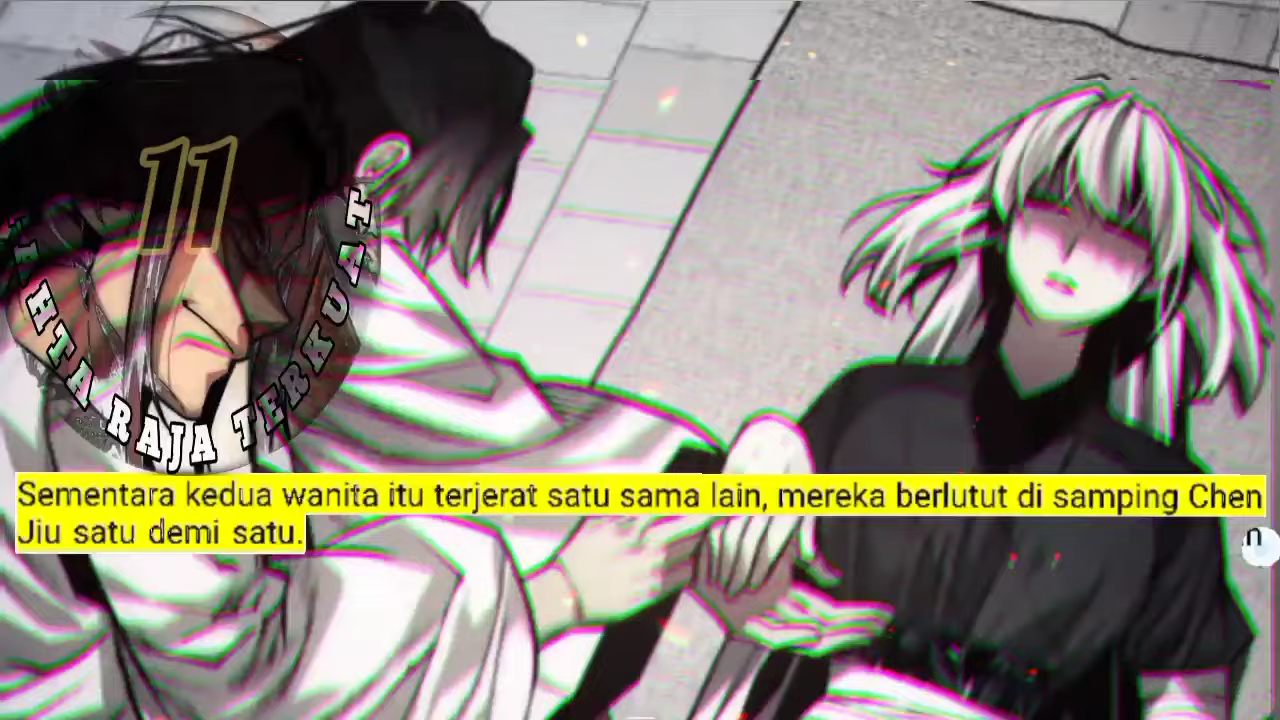 11
AHTA RAJA TERKUAT
Sementara kedua wanita itu terjerat satu sama lain, mereka berlutut di samping Chen
Jiu satu demi satu.
n